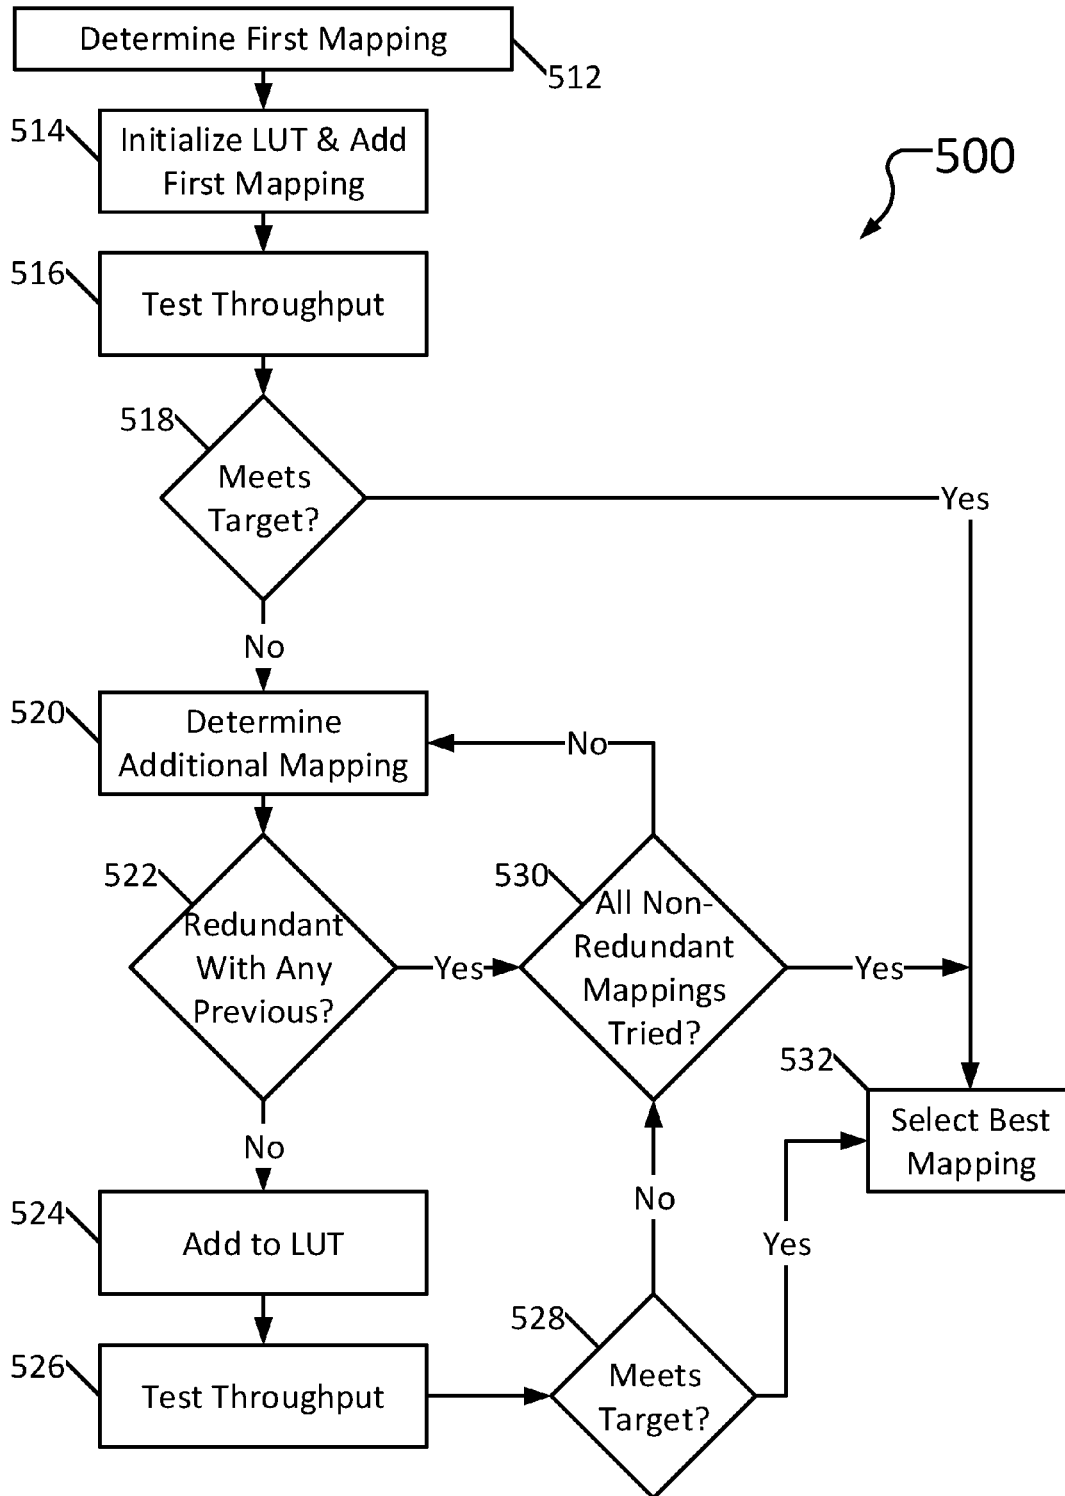 Determine First Mapping
512
514
Initialize LUT & Add
First Mapping
500
516
Test Throughput
518
Meets
Target?
Yes
No
520
Determine
Additional Mapping
No
522
Redundant
With Any
Previous?
Yes
530
All Non-
Redundant
Mappings
Tried?
Yes
532
Select Best
Mapping
No
524
Add to LUT
No
Yes
526
Test Throughput
528
Meets
Target?